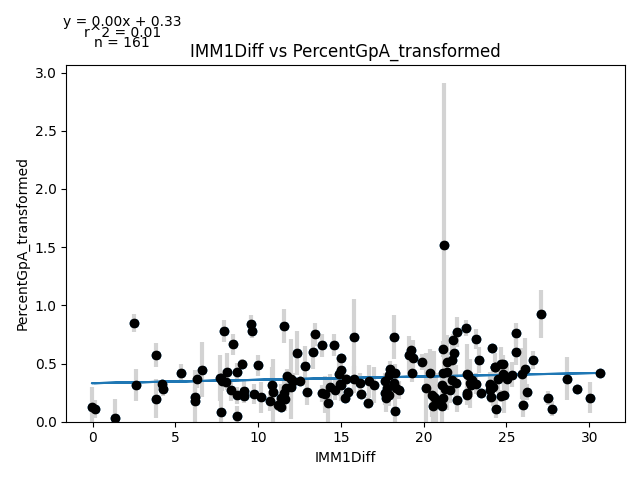 y = 0.00x + 0.33
r^2 = 0.01
n = 161
IMM1Diff vs PercentGpA_transformed
PercentGpA_transformed
3.0
2.5
2.0
1.5
1.0
0.5
0.0
0 5 10 15 20 25 30
IMM1Diff